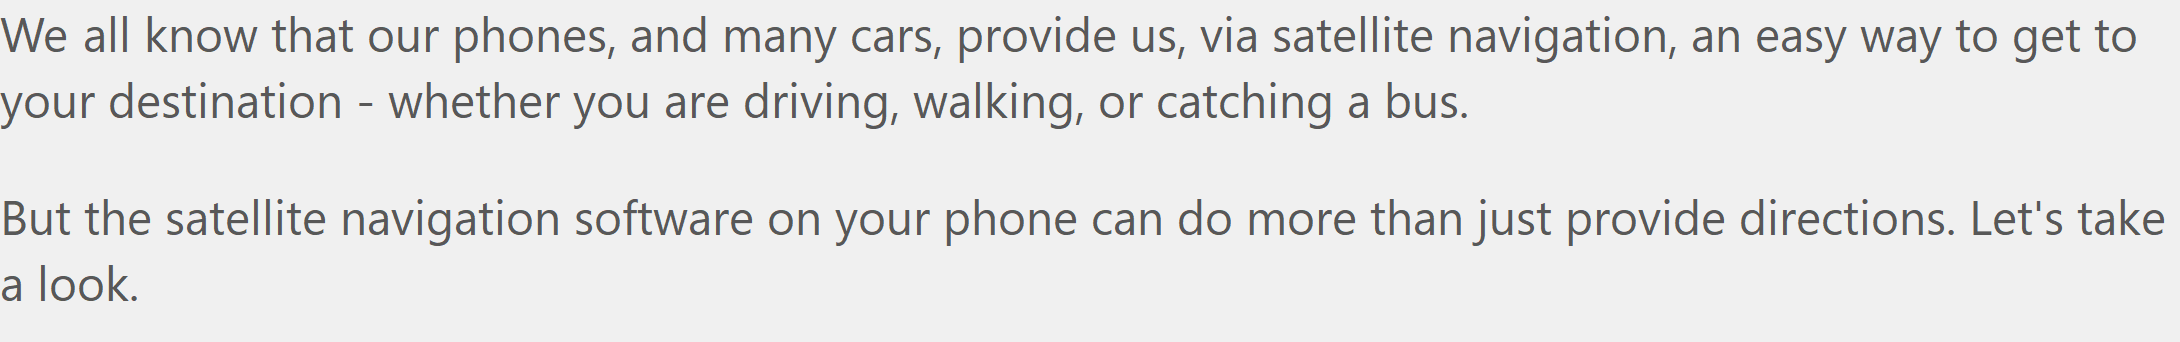 We all know that our phones, and many cars, provide us, via satellite navigation, an easy way to get to
your destination - whether you are driving, walking, or catching a bus.
But the satellite navigation software on your phone can do more than just provide directions. Let's take
a look.